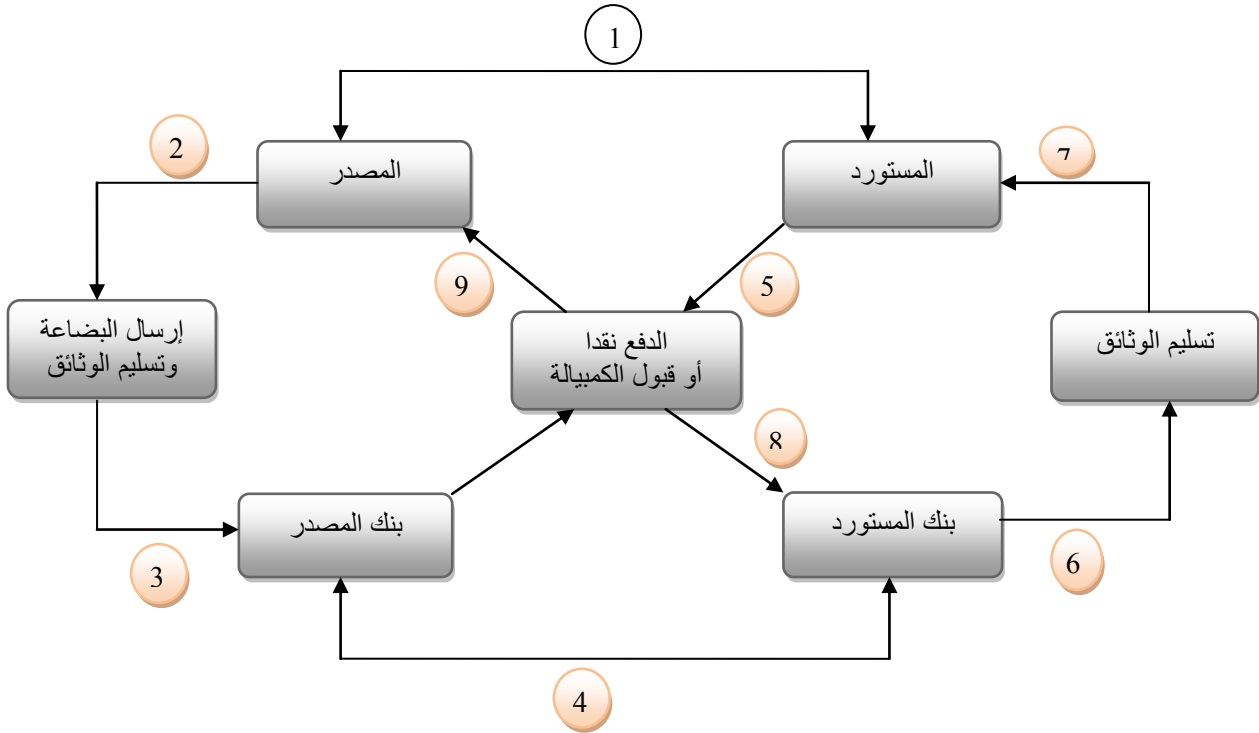 1
2
المصدر
المستورد
7
9
5
إرسال البضاعة
وتسليم الوثائق
الدفع نقدا
أو قبول الكمبيالة
تسليم الوثائق
8
بنك المصدر
بنك المستورد
3
6
4